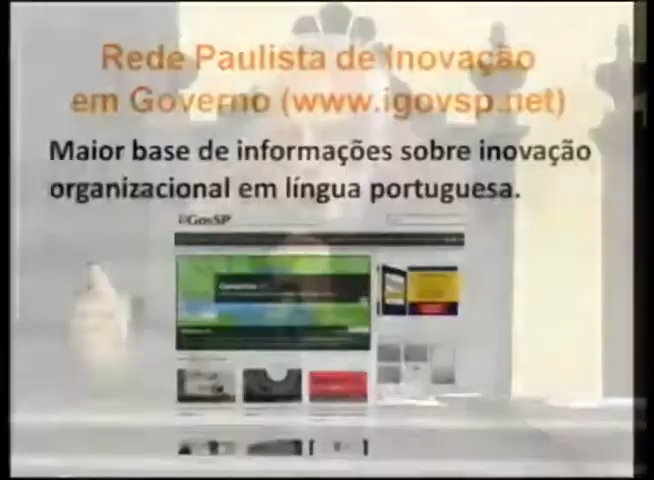 Rede Paulista de Inovação
em Governo (www.igovsp.net)
Maior base de informações sobre inovação
organizacional em língua portuguesa.
iGovSP